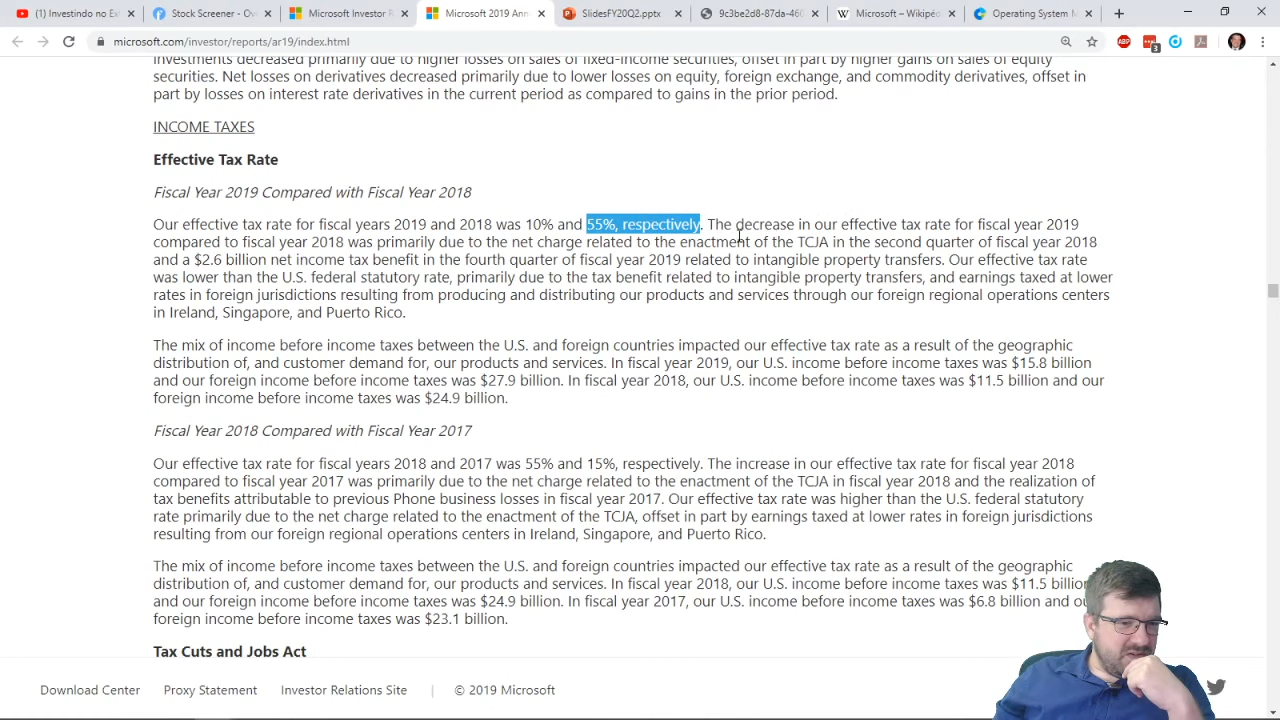 (1) Investindo no Ex
Stock Screener - Ov
Microsoft Investor R
Microsoft 2019 Ann
SlidesFY20Q2.pptx
9c3be2d8-87da-460
Microsoft – Wikipéd
Operating System M
microsoft.com/investor/reports/ar19/index.html
ABP
3
investments decreased primarily due to higher losses on sales of fixed-income securities, offset in part by higher gains on sales of equity
securities. Net losses on derivatives decreased primarily due to lower losses on equity, foreign exchange, and commodity derivatives, offset in
part by losses on interest rate derivatives in the current period as compared to gains in the prior period.
INCOME TAXES
Effective Tax Rate
Fiscal Year 2019 Compared with Fiscal Year 2018
Our effective tax rate for fiscal years 2019 and 2018 was 10% and 55%, respectively. The decrease in our effective tax rate for fiscal year 2019
compared to fiscal year 2018 was primarily due to the net charge related to the enactment of the TCJA in the second quarter of fiscal year 2018
and a $2.6 billion net income tax benefit in the fourth quarter of fiscal year 2019 related to intangible property transfers. Our effective tax rate
was lower than the U.S. federal statutory rate, primarily due to the tax benefit related to intangible property transfers, and earnings taxed at lower
rates in foreign jurisdictions resulting from producing and distributing our products and services through our foreign regional operations centers
in Ireland, Singapore, and Puerto Rico.
The mix of income before income taxes between the U.S. and foreign countries impacted our effective tax rate as a result of the geographic
distribution of, and customer demand for, our products and services. In fiscal year 2019, our U.S. income before income taxes was $15.8 billion
and our foreign income before income taxes was $27.9 billion. In fiscal year 2018, our U.S. income before income taxes was $11.5 billion and our
foreign income before income taxes was $24.9 billion.
Fiscal Year 2018 Compared with Fiscal Year 2017
Our effective tax rate for fiscal years 2018 and 2017 was 55% and 15%, respectively. The increase in our effective tax rate for fiscal year 2018
compared to fiscal year 2017 was primarily due to the net charge related to the enactment of the TCJA in fiscal year 2018 and the realization of
tax benefits attributable to previous Phone business losses in fiscal year 2017. Our effective tax rate was higher than the U.S. federal statutory
rate primarily due to the net charge related to the enactment of the TCJA, offset in part by earnings taxed at lower rates in foreign jurisdictions
resulting from our foreign regional operations centers in Ireland, Singapore, and Puerto Rico.
The mix of income before income taxes between the U.S. and foreign countries impacted our effective tax rate as a result of the geographic
distribution of, and customer demand for, our products and services. In fiscal year 2018, our U.S. income before income taxes was $11.5 billion
and our foreign income before income taxes was $24.9 billion. In fiscal year 2017, our U.S. income before income taxes was $6.8 billion and ou
foreign income before income taxes was $23.1 billion.
Tax Cuts and Jobs Act
Download Center
Proxy Statement
Investor Relations Site
© 2019 Microsoft